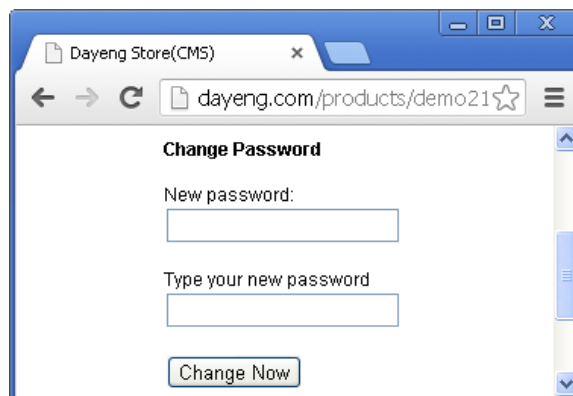 Dayeng Store(CMS)
dayeng.com/products/demo21
Change Password
New password:
Type your new password
Change Now